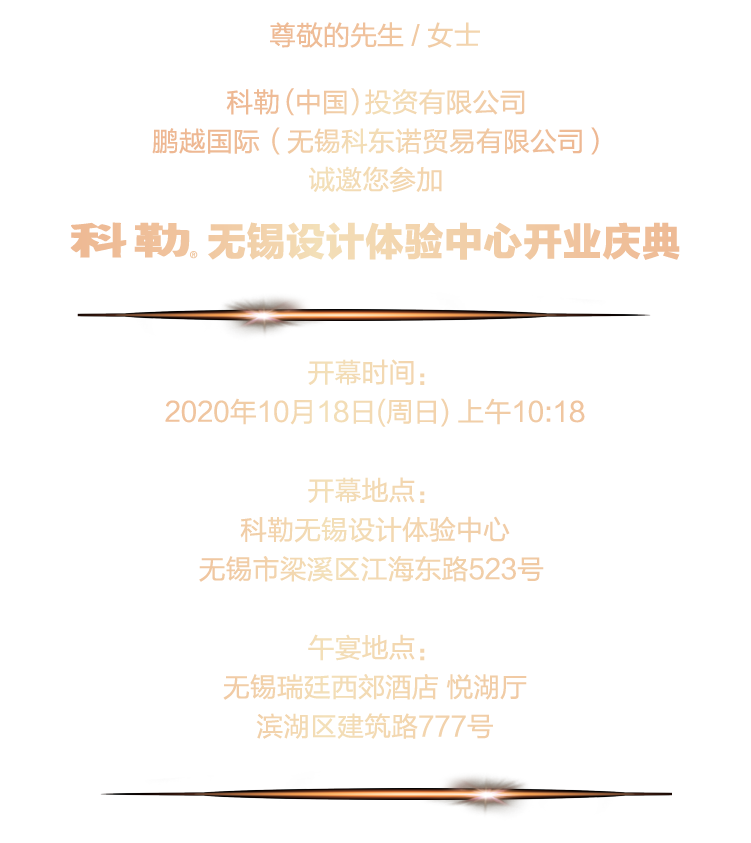 尊敬的先生 / 女士
科勒(中国)投资有限公司
鹏越国际（无锡科东诺贸易有限公司）
诚邀您参加
科勒® 无锡设计体验中心开业庆典
开幕时间：
2020年10月18日(周日) 上午10:18
开幕地点：
科勒无锡设计体验中心
无锡市梁溪区江海东路523号
午宴地点：
无锡瑞廷西郊酒店 悦湖厅
滨湖区建筑路777号